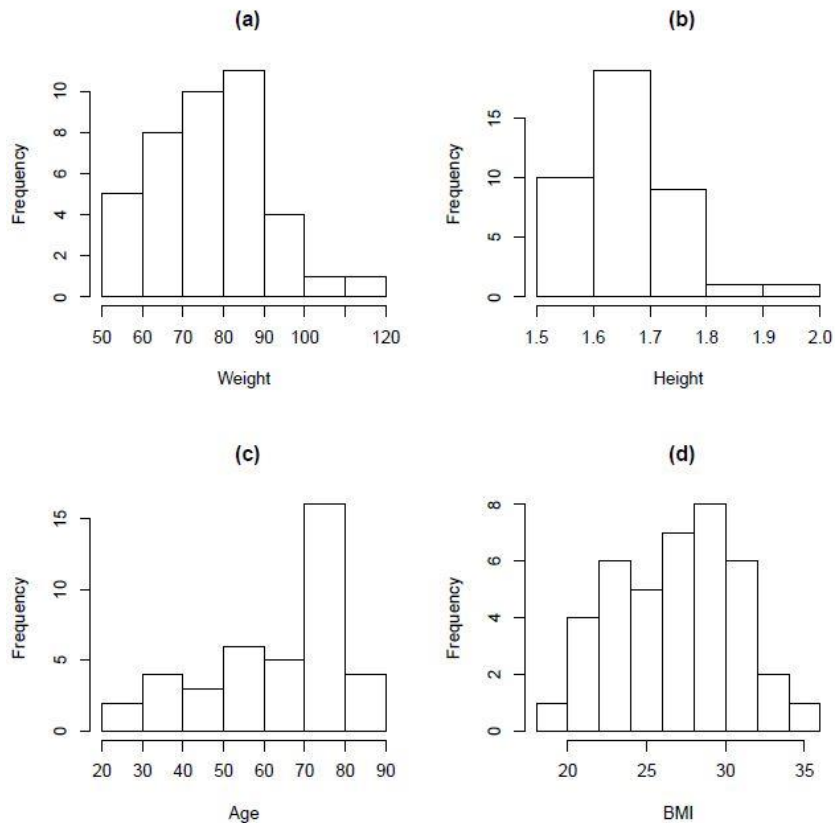 (a)
Frequency
0 2 4 6 8 10
50 60 70 80 90 100 120
Weight
(b)
Frequency
0 5 10 15
1.5 1.6 1.7 1.8 1.9 2.0
Height
(c)
Frequency
0 5 10 15
20 30 40 50 60 70 80 90
Age
(d)
Frequency
0 2 4 6 8
20 25 30 35
BMI